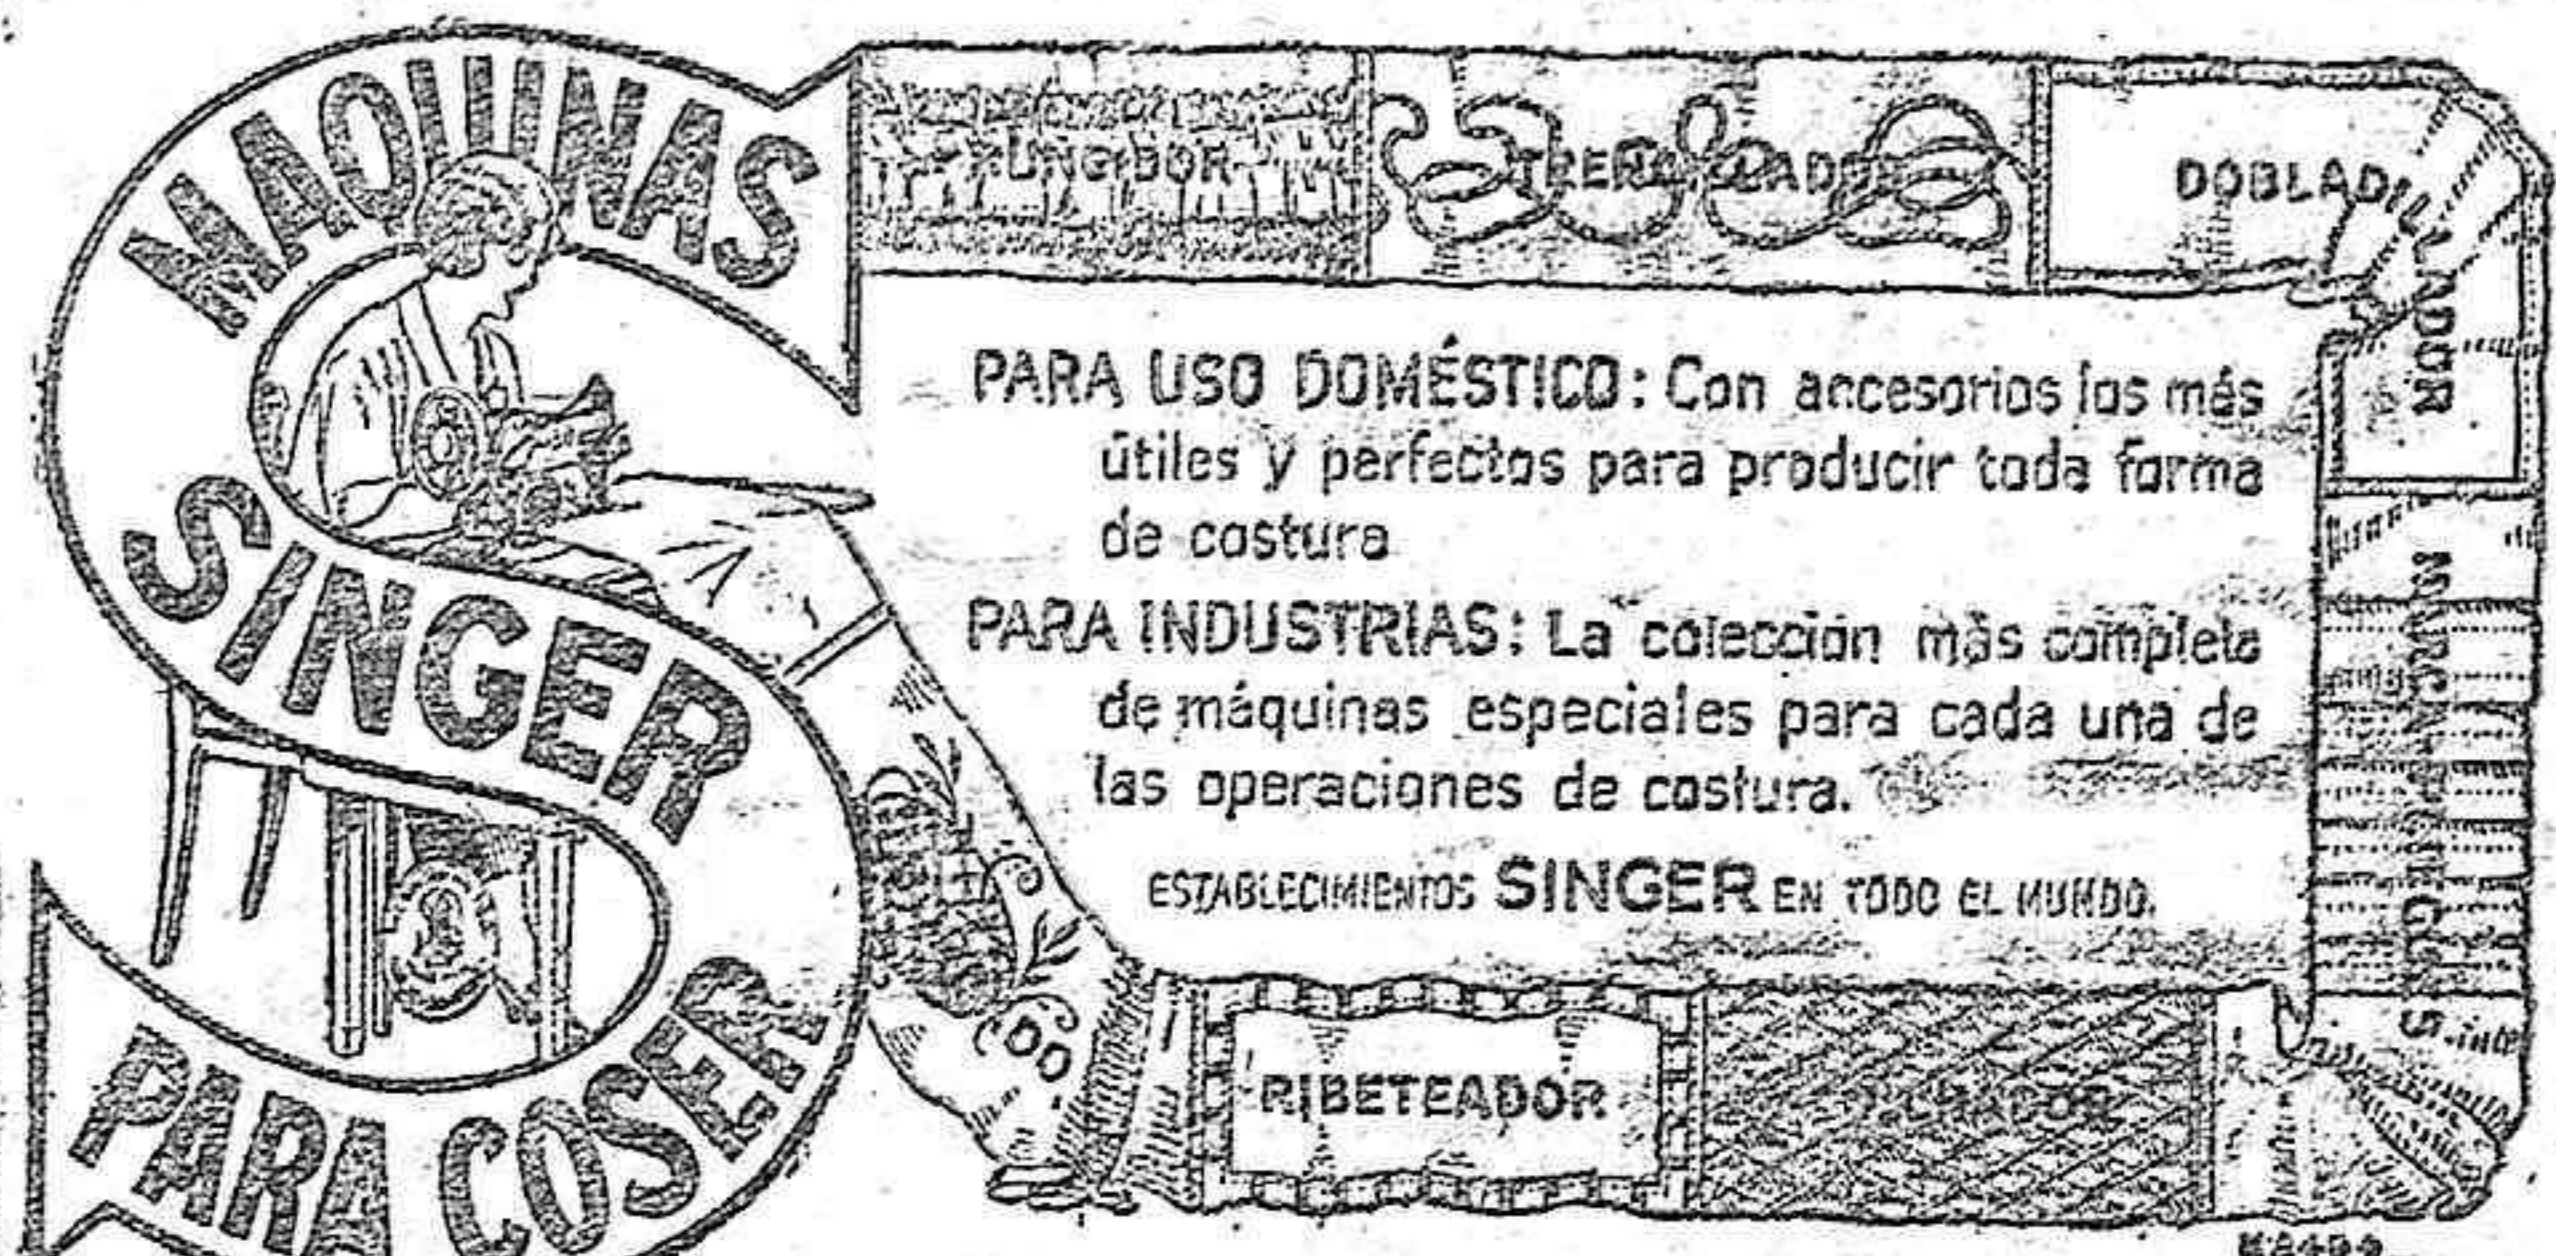 MAQUINAS
SINGER
PARA COSER
DOBLADILLADOR
PARA USO DOMÉSTICO: Con accesorios los más
útiles y perfectos para producir toda forma
de costura
PARA INDUSTRIAS: La colección más completa
de máquinas especiales para cada una de
las operaciones de costura.
ESTABLECIMIENTOS SINGER EN TODO EL MUNDO.
RIBETEADOR